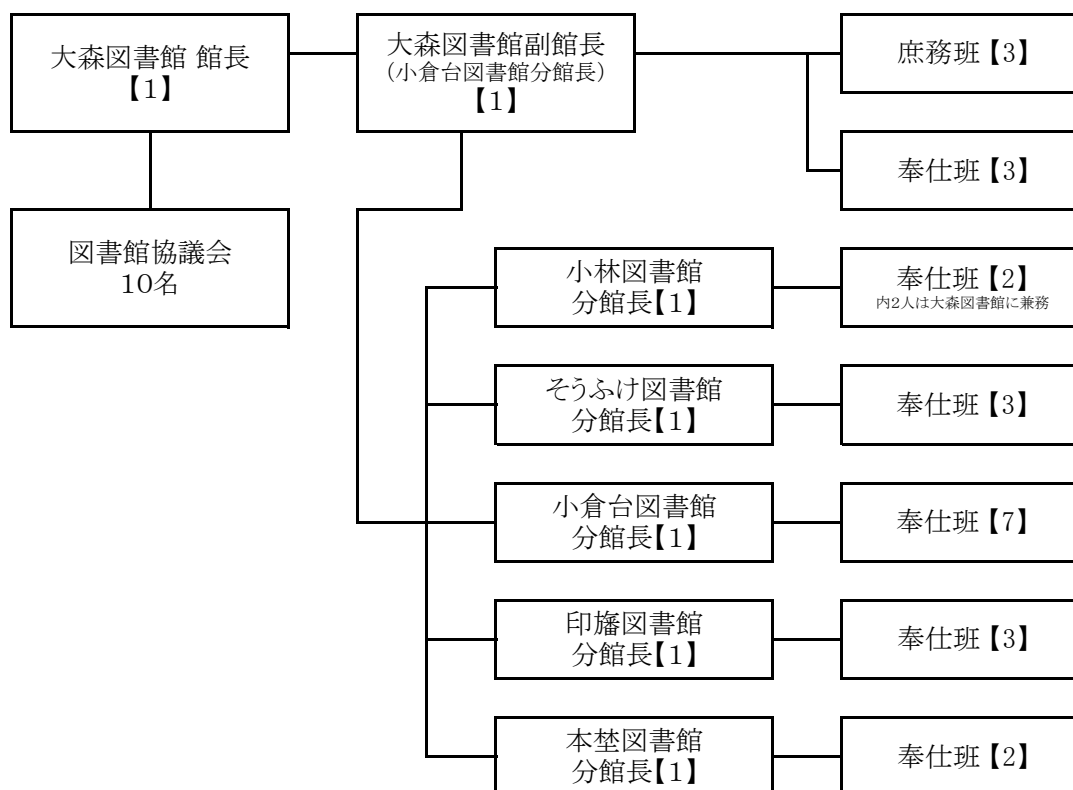 大森図書館 館長
【1】
大森図書館副館長
(小倉台図書館分館長)
【1】
庶務班【3】
奉仕班【3】
図書館協議会
10名
小林図書館
分館長【1】
奉仕班【2】
内2人は大森図書館に兼務
そうふけ図書館
分館長【1】
奉仕班【3】
小倉台図書館
分館長【1】
奉仕班【7】
印旛図書館
分館長【1】
奉仕班【3】
本埜図書館
分館長【1】
奉仕班【2】